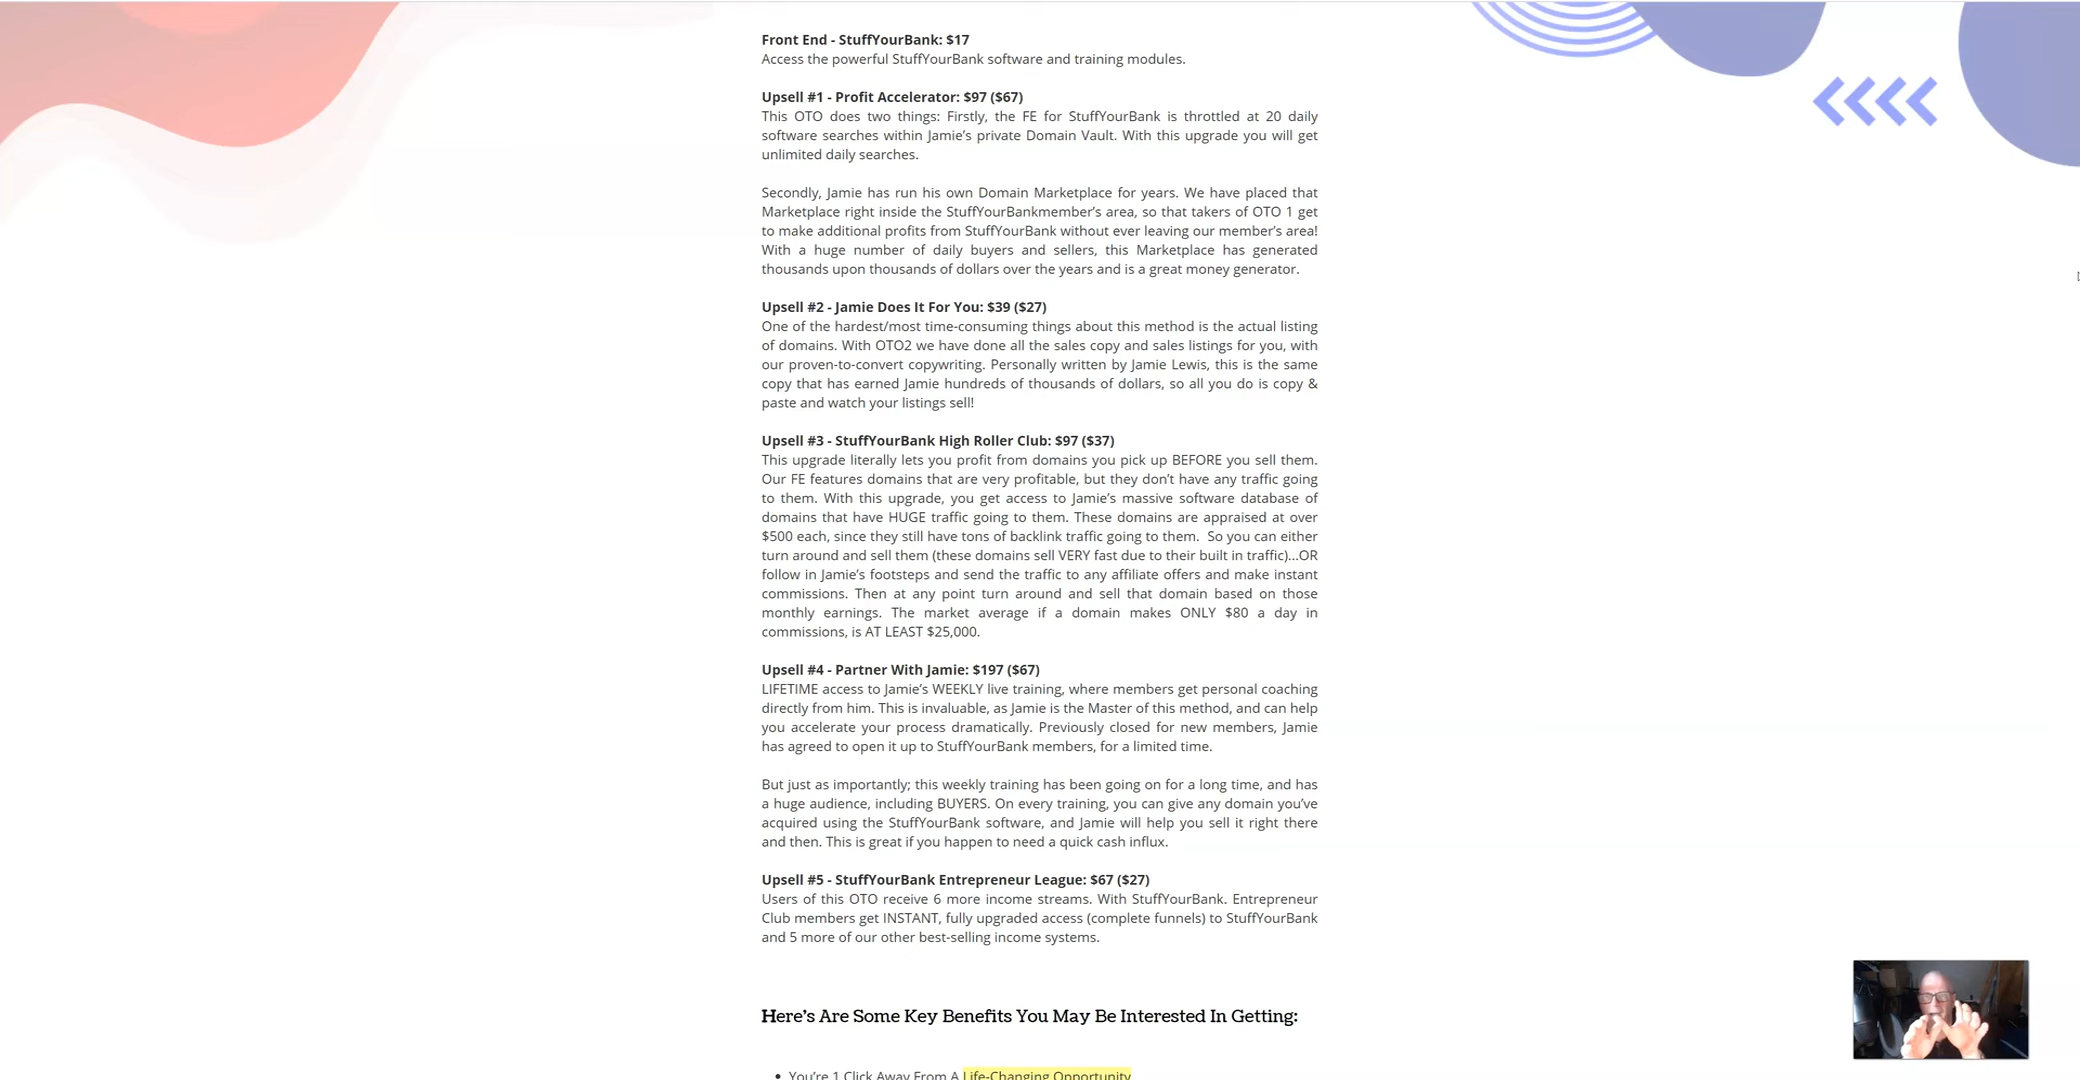 Front End - StuffYourBank: $17
Access the powerful StuffYourBank software and training modules.
Upsell #1 - Profit Accelerator: $97 ($67)
This OTO does two things: Firstly, the FE for StuffYourBank is throttled at 20 daily
software searches within Jamie's private Domain Vault. With this upgrade you will get
unlimited daily searches.
Secondly, Jamie has run his own Domain Marketplace for years. We have placed that
Marketplace right inside the StuffYourBankmember's area, so that takers of OTO 1 get
to make additional profits from StuffYourBank without ever leaving our member's area!
With a huge number of daily buyers and sellers, this Marketplace has generated
thousands upon thousands of dollars over the years and is a great money generator.
Upsell #2 - Jamie Does It For You: $39 ($27)
One of the hardest/most time-consuming things about this method is the actual listing
of domains. With OTO2 we have done all the sales copy and sales listings for you, with
our proven-to-convert copywriting. Personally written by Jamie Lewis, this is the same
copy that has earned Jamie hundreds of thousands of dollars, so all you do is copy &
paste and watch your listings sell!
Upsell #3 - StuffYourBank High Roller Club: $97 ($37)
This upgrade literally lets you profit from domains you pick up BEFORE you sell them.
Our FE features domains that are very profitable, but they don't have any traffic going
to them. With this upgrade, you get access to Jamie's massive software database of
domains that have HUGE traffic going to them. These domains are appraised at over
$500 each, since they still have tons of backlink traffic going to them.  So you can either
turn around and sell them (these domains sell VERY fast due to their built in traffic)...OR
follow in Jamie's footsteps and send the traffic to any affiliate offers and make instant
commissions. Then at any point turn around and sell that domain based on those
monthly earnings. The market average if a domain makes ONLY $80 a day in
commissions, is AT LEAST $25,000.
Upsell #4 - Partner With Jamie: $197 ($67)
LIFETIME access to Jamie's WEEKLY live training, where members get personal coaching
directly from him. This is invaluable, as Jamie is the Master of this method, and can help
you accelerate your process dramatically. Previously closed for new members, Jamie
has agreed to open it up to StuffYourBank members, for a limited time.
But just as importantly; this weekly training has been going on for a long time, and has
a huge audience, including BUYERS. On every training, you can give any domain you've
acquired using the StuffYourBank software, and Jamie will help you sell it right there
and then. This is great if you happen to need a quick cash influx.
Upsell #5 - StuffYourBank Entrepreneur League: $67 ($27)
Users of this OTO receive 6 more income streams. With StuffYourBank. Entrepreneur
Club members get INSTANT, fully upgraded access (complete funnels) to StuffYourBank
and 5 more of our other best-selling income systems.
Here's Are Some Key Benefits You May Be Interested In Getting:
• You're 1 Click Away From A Life-Changing Opportunity